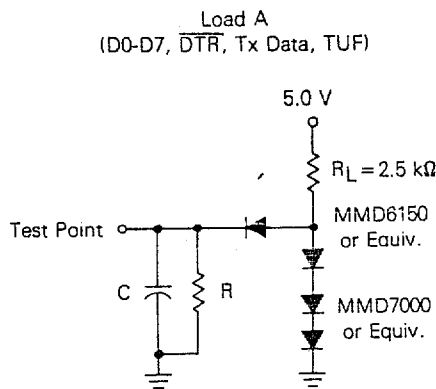 Load A
(D0-D7, DTR, Tx Data, TUF)
5.0 V
RL=2.5 kΩ
MMD6150
or Equiv.
Test Point
C
R
MMD7000
or Equiv.